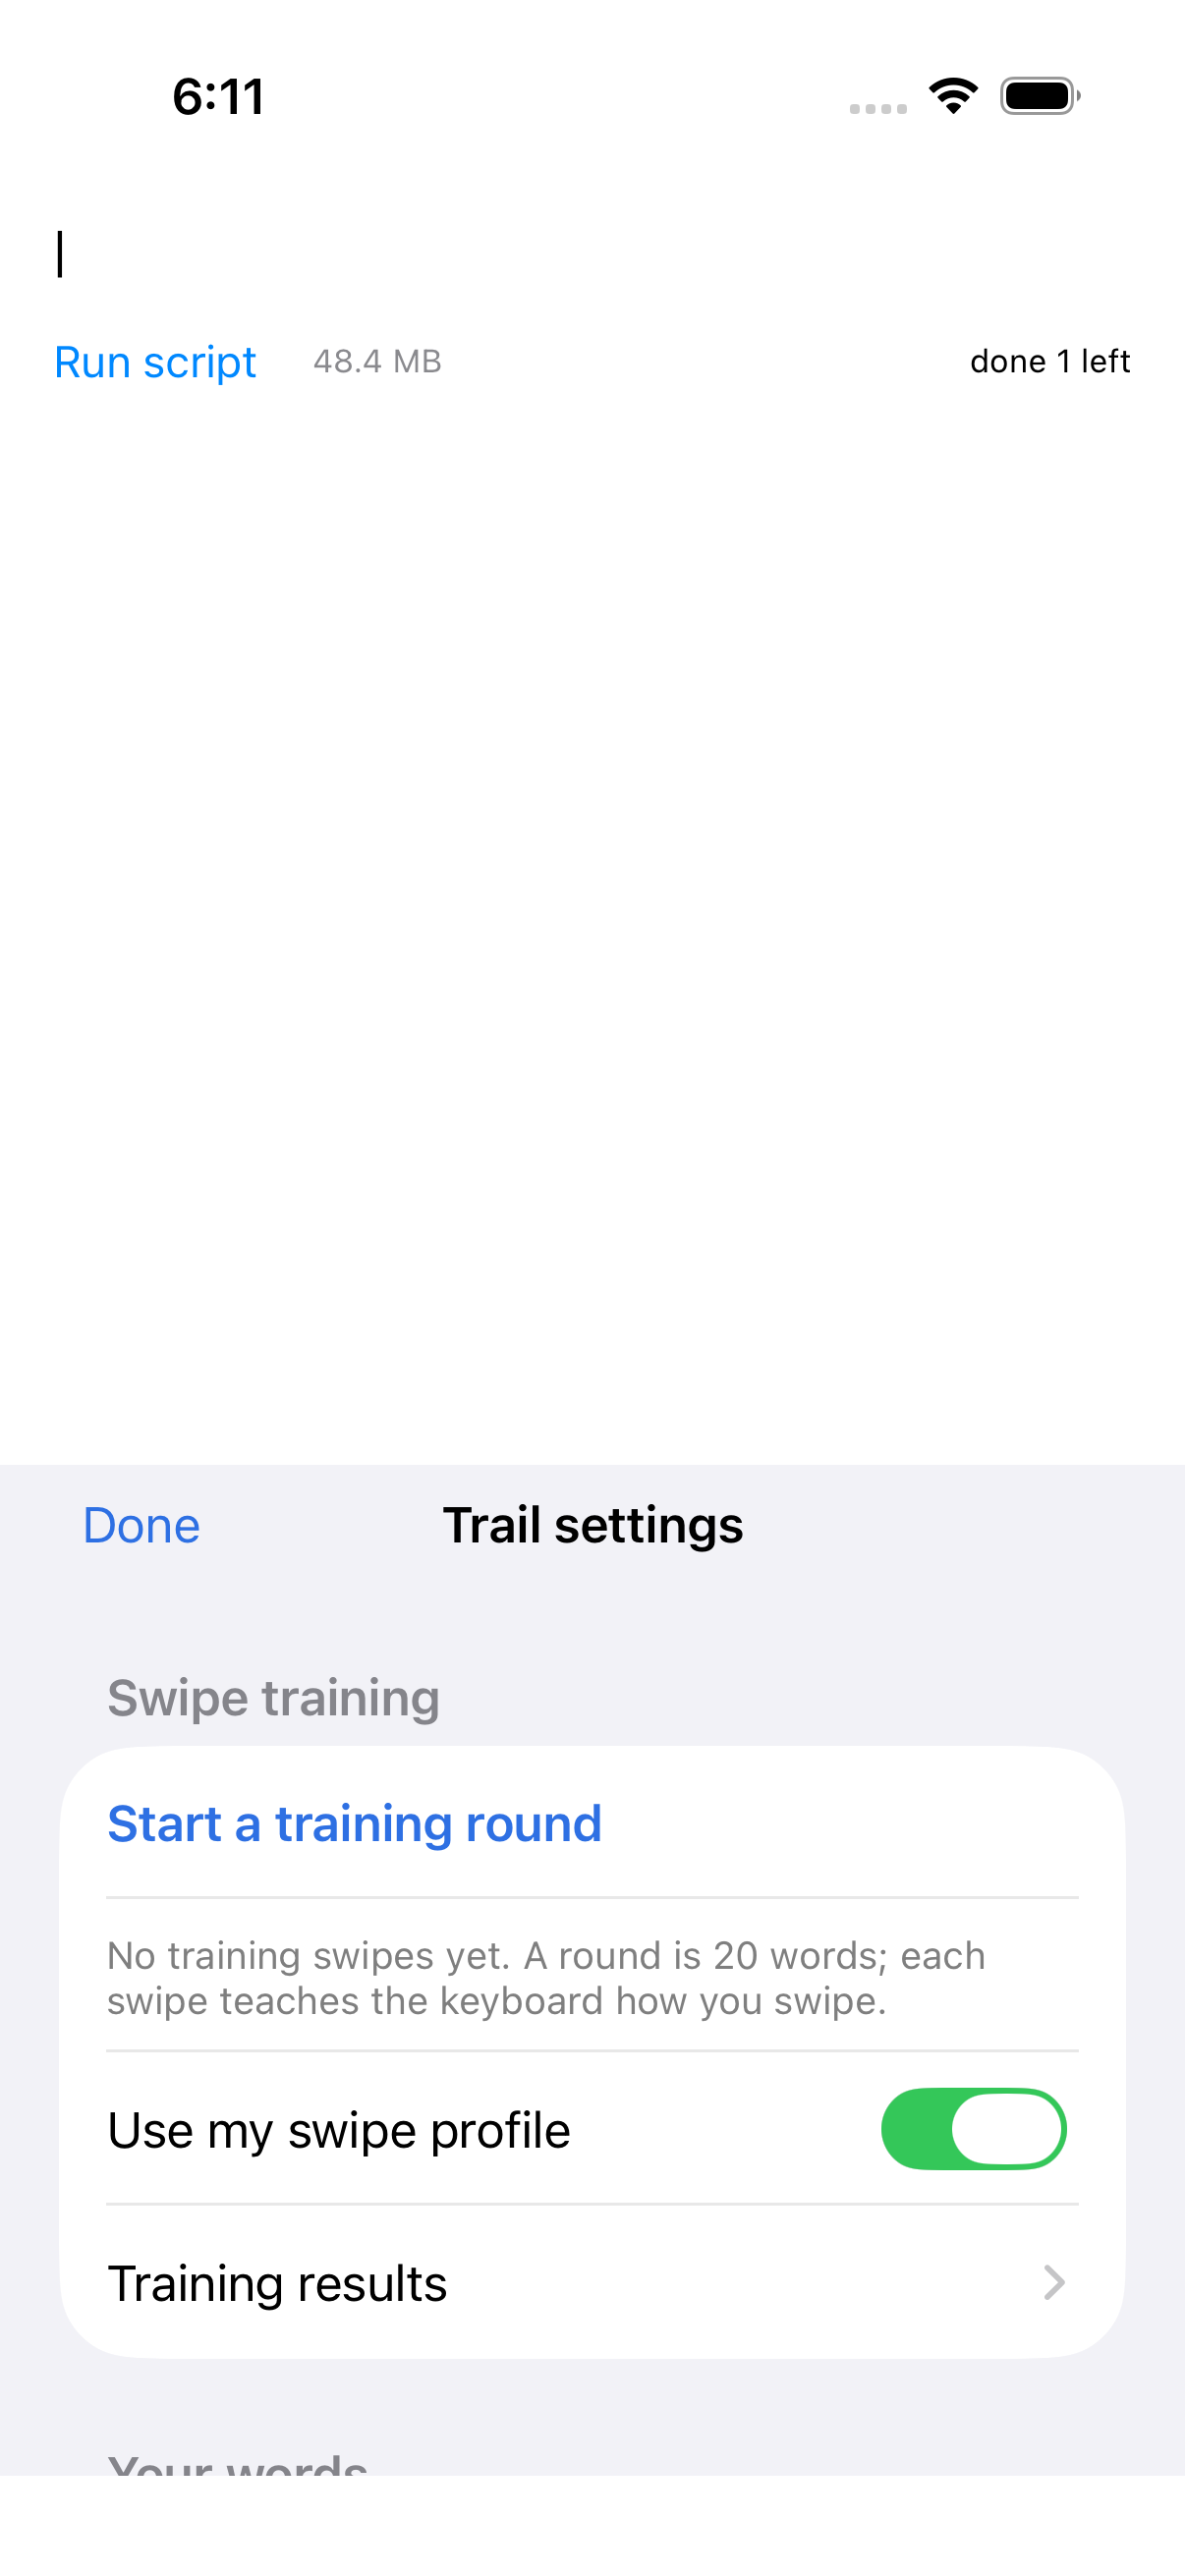 6:11
Run script 48.4 MB done 1 left
Done Trail settings
Swipe training
Start a training round
No training swipes yet. A round is 20 words; each
swipe teaches the keyboard how you swipe.
Use my swipe profile
Training results
Your words